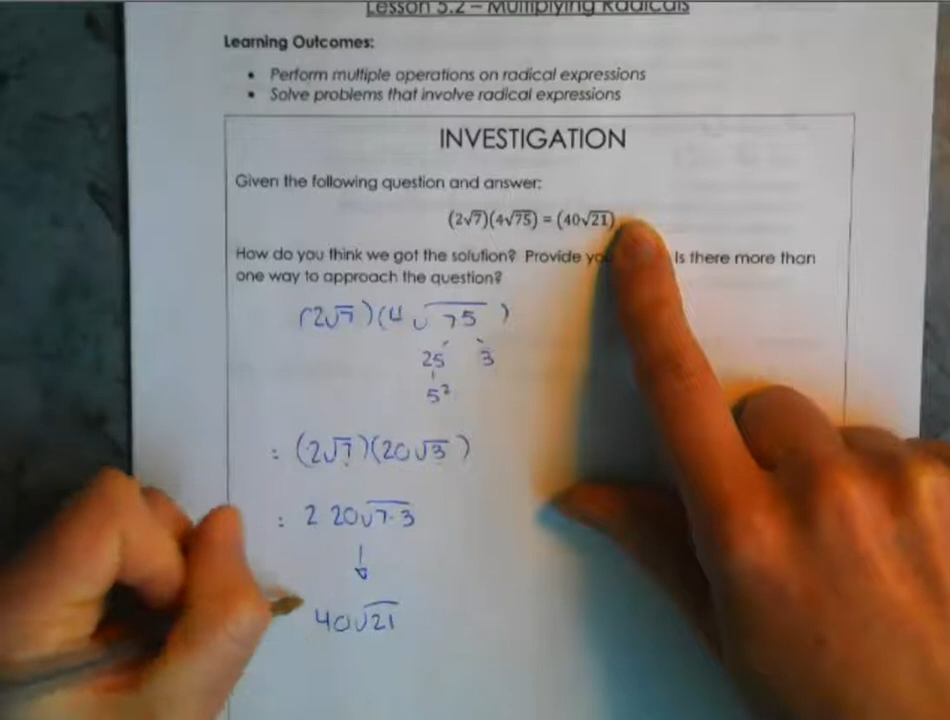 Lesson 5.2 – Multiplying Radicals
Learning Outcomes:
• Perform multiple operations on radical expressions
• Solve problems that involve radical expressions
INVESTIGATION
Given the following question and answer:
(2√7)(4√75) = (40√21)
How do you think we got the solution? Provide Is there more than
one way to approach the question?
(2√7)(4√75)
25 3
5²
: (2√7)(20√3)
: 2 20√7·3
↓
40√21